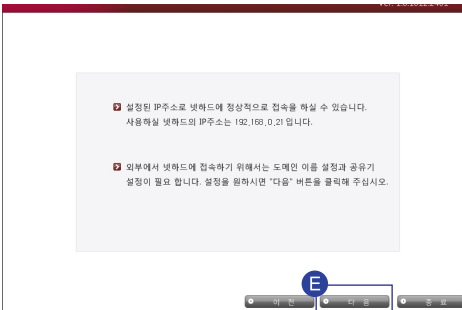 설정된 IP주소로 넷하드에 정상적으로 접속을 하실 수 있습니다.
사용하실 넷하드의 IP주소는 192,168,0,21 입니다.
외부에서 넷하드에 접속하기 위해서는 도메인 이름 설정과 공유기
설정이 필요 합니다. 설정을 원하시면 "다음" 버튼을 클릭해 주십시오.
E
이 전 다 음 종 료